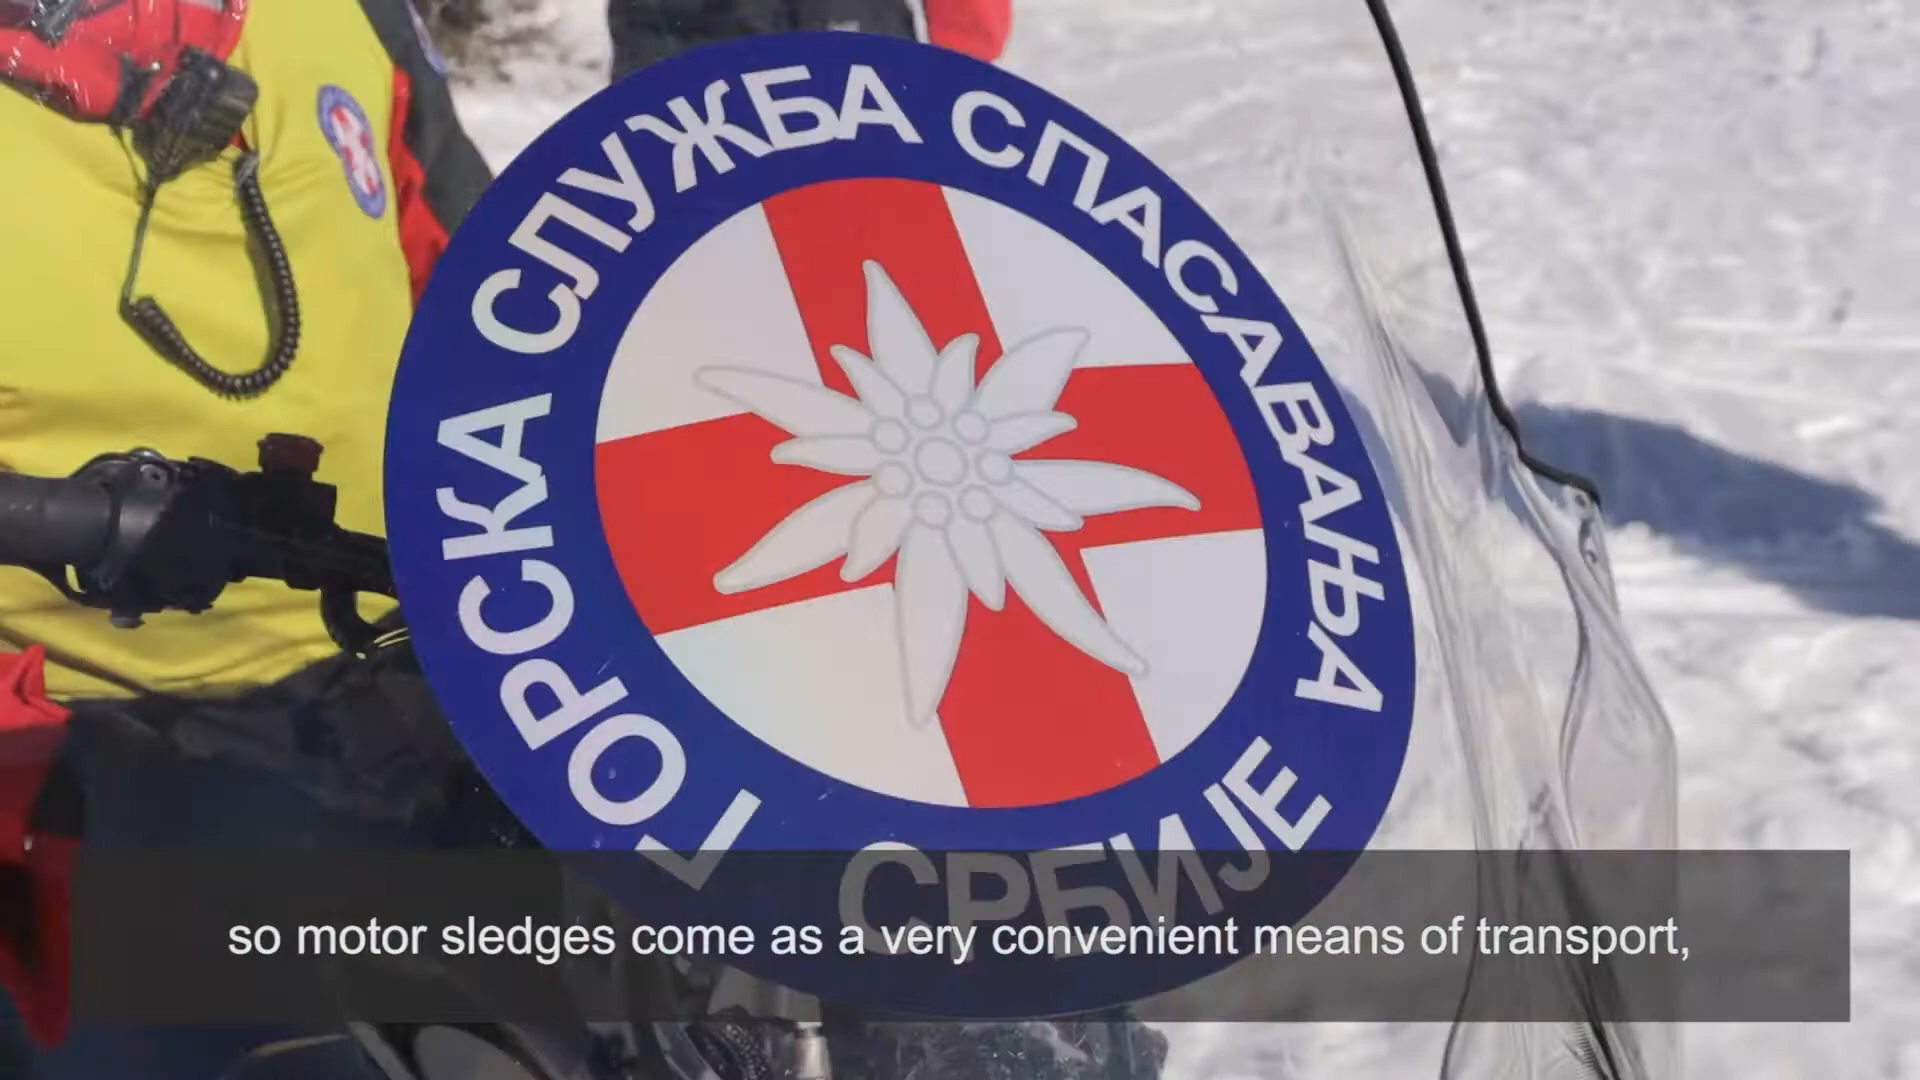 ГОРСКА СЛУЖБА СПАСАВАЊА
СРБИЈЕ
so motor sledges come as a very convenient means of transport,